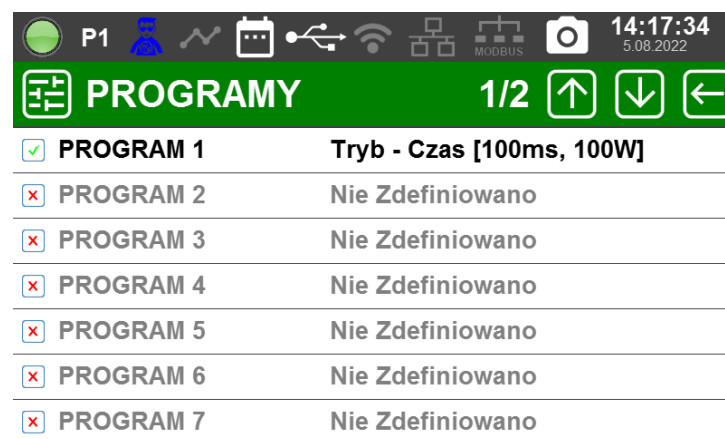 P1 MODBUS 14:17:34
5.08.2022
PROGRAMY 1/2
PROGRAM 1 Tryb - Czas [100ms, 100W]
PROGRAM 2 Nie Zdefiniowano
PROGRAM 3 Nie Zdefiniowano
PROGRAM 4 Nie Zdefiniowano
PROGRAM 5 Nie Zdefiniowano
PROGRAM 6 Nie Zdefiniowano
PROGRAM 7 Nie Zdefiniowano